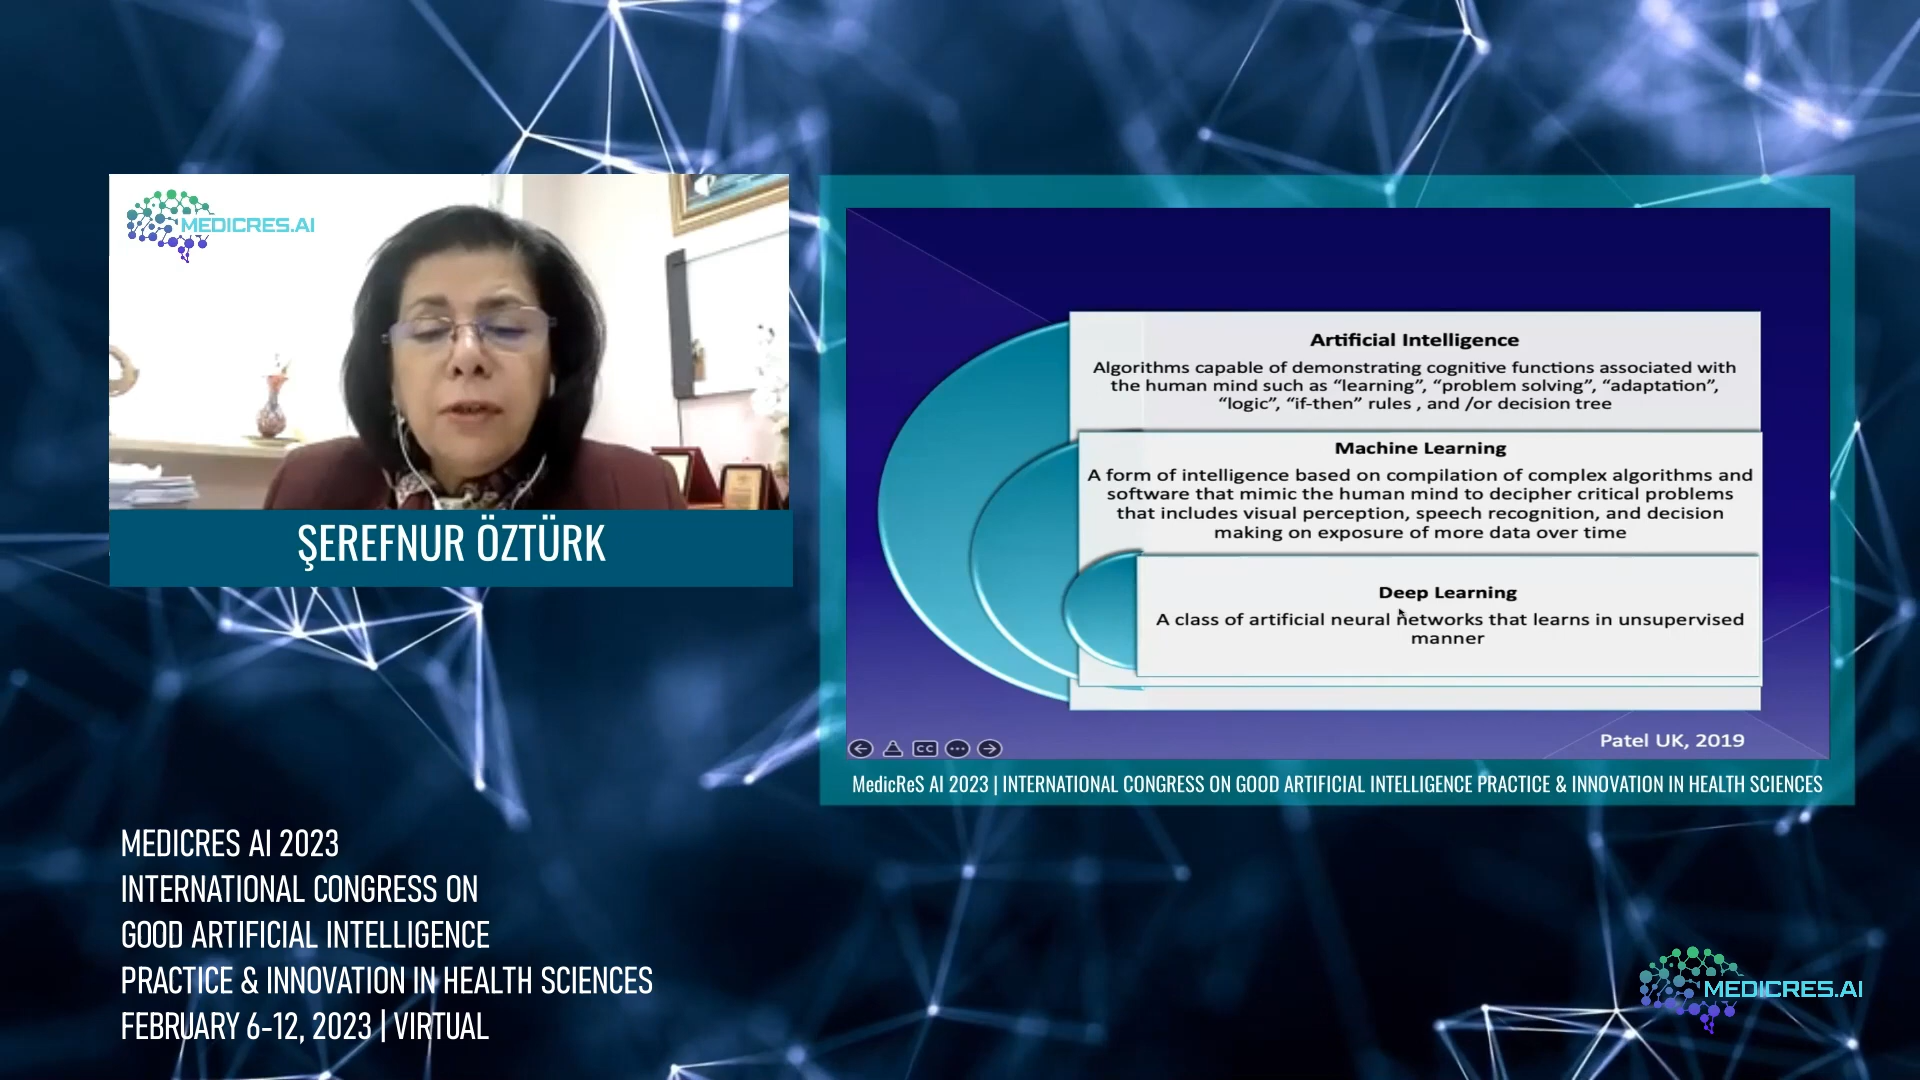 MEDICRES.AI
ŞEREFNUR ÖZTÜRK
Artificial Intelligence
Algorithms capable of demonstrating cognitive functions associated with
the human mind such as “learning”, “problem solving”, “adaptation”,
“logic”, “if-then” rules , and /or decision tree
Machine Learning
A form of intelligence based on compilation of complex algorithms and
software that mimic the human mind to decipher critical problems
that includes visual perception, speech recognition, and decision
making on exposure of more data over time
Deep Learning
A class of artificial neural networks that learns in unsupervised
manner
Patel UK, 2019
CC
MedicReS AI 2023 | INTERNATIONAL CONGRESS ON GOOD ARTIFICIAL INTELLIGENCE PRACTICE & INNOVATION IN HEALTH SCIENCES
MEDICRES AI 2023
INTERNATIONAL CONGRESS ON
GOOD ARTIFICIAL INTELLIGENCE
PRACTICE & INNOVATION IN HEALTH SCIENCES
FEBRUARY 6-12, 2023 | VIRTUAL
MEDICRES.AI